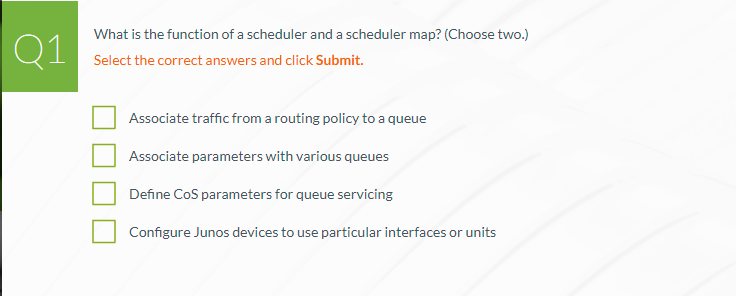 Q1
What is the function of a scheduler and a scheduler map? (Choose two.)
Select the correct answers and click Submit.
Associate traffic from a routing policy to a queue
Associate parameters with various queues
Define CoS parameters for queue servicing
Configure Junos devices to use particular interfaces or units